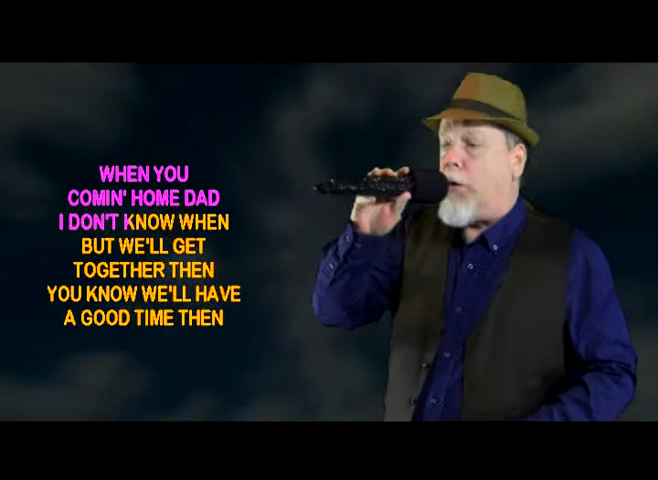 WHEN YOU
COMIN' HOME DAD
I DON'T KNOW WHEN
BUT WE'LL GET
TOGETHER THEN
YOU KNOW WE'LL HAVE
A GOOD TIME THEN